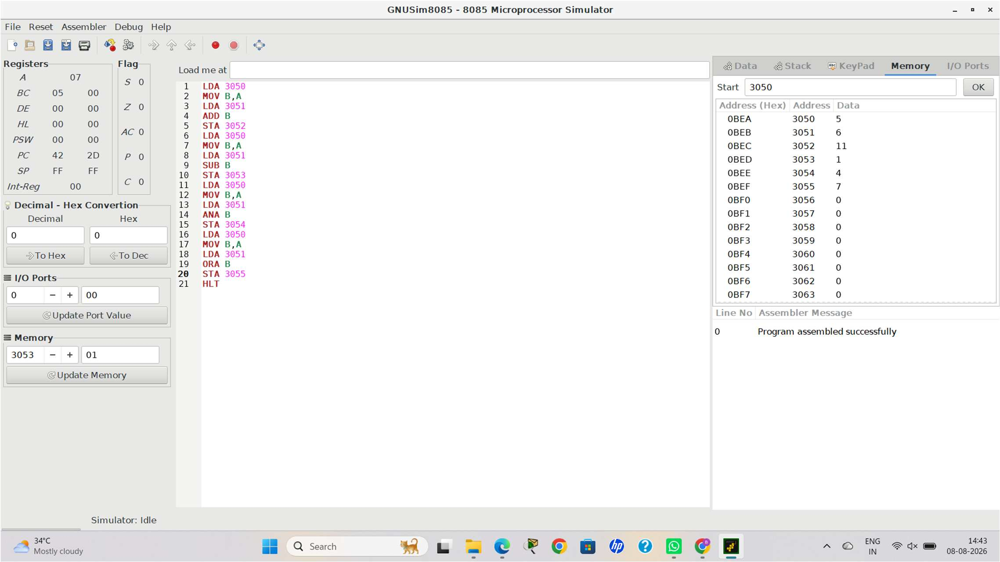 GNUSim8085 - 8085 Microprocessor Simulator
File Reset Assembler Debug Help
Registers
A 07
BC 05 00
DE 00 00
HL 00 00
PSW 00 00
PC 42 2D
SP FF FF
Int-Reg 00
Flag
S 0
Z 0
AC 0
P 0
C 0
Decimal - Hex Convertion
Decimal Hex
0 0
To Hex To Dec
I/O Ports
0 − + 00
Update Port Value
Memory
3053 − + 01
Update Memory
Load me at
1 LDA 3050
2 MOV B,A
3 LDA 3051
4 ADD B
5 STA 3052
6 LDA 3050
7 MOV B,A
8 LDA 3051
9 SUB B
10 STA 3053
11 LDA 3050
12 MOV B,A
13 LDA 3051
14 ANA B
15 STA 3054
16 LDA 3050
17 MOV B,A
18 LDA 3051
19 ORA B
20 STA 3055
21 HLT
Data Stack Abc KeyPad Memory I/O Ports
Start 3050 OK
Address (Hex) Address Data
0BEA 3050 5
0BEB 3051 6
0BEC 3052 11
0BED 3053 1
0BEE 3054 4
0BEF 3055 7
0BF0 3056 0
0BF1 3057 0
0BF2 3058 0
0BF3 3059 0
0BF4 3060 0
0BF5 3061 0
0BF6 3062 0
0BF7 3063 0
Line No Assembler Message
0 Program assembled successfully
Simulator: Idle
34°C
Mostly cloudy
Search
hp
?
B
ENG
IN
14:43
08-08-2026